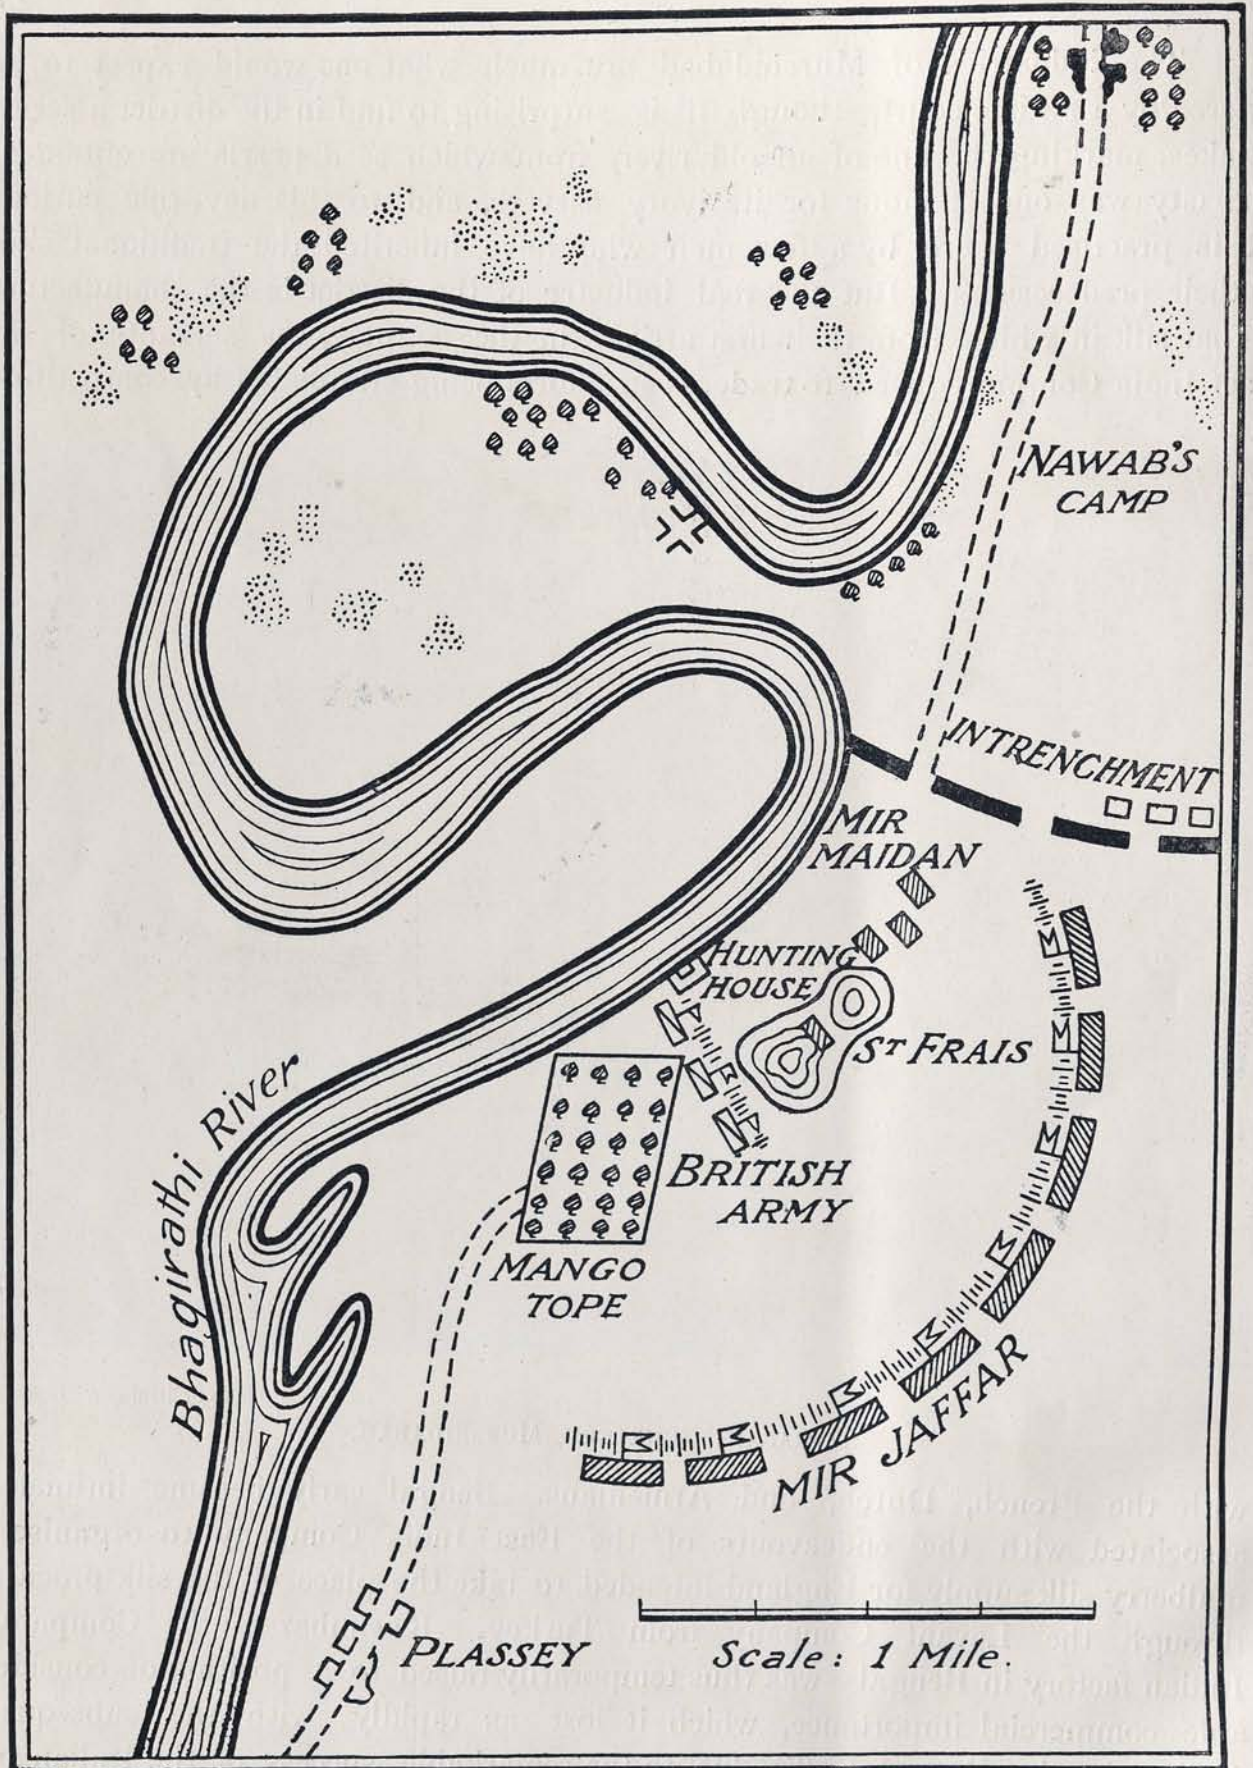 NAWAB'S
CAMP
INTRENCHMENT
MIR
MAIDAN
HUNTING
HOUSE
ST FRAIS
BRITISH
ARMY
MANGO
TOPE
Bhagirathi River
MIR JAFFAR
PLASSEY
Scale: 1 Mile.